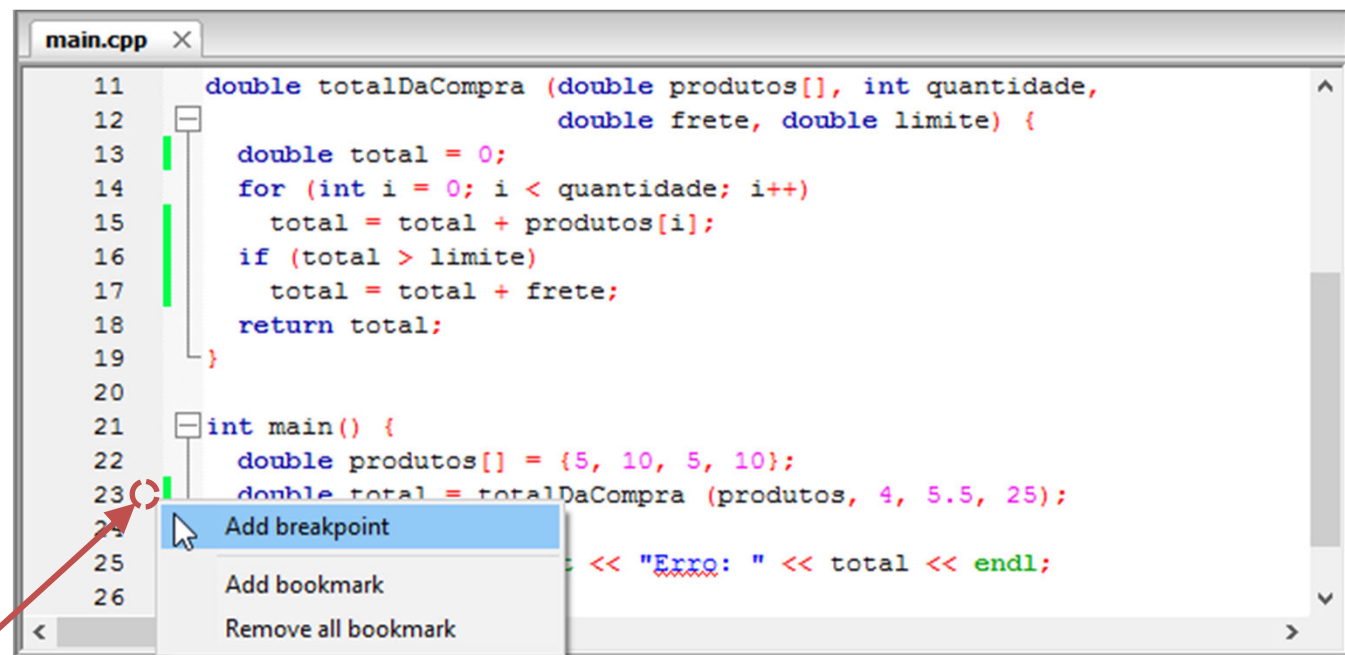 main.cpp ×
11 double totalDaCompra (double produtos[], int quantidade,
12 double frete, double limite) {
13 double total = 0;
14 for (int i = 0; i < quantidade; i++)
15 total = total + produtos[i];
16 if (total > limite)
17 total = total + frete;
18 return total;
19 }
20
21 int main() {
22 double produtos[] = {5, 10, 5, 10};
23 double total = totalDaCompra (produtos, 4, 5.5, 25);
24 Add breakpoint
25 << "Erro: " << total << endl;
Add bookmark
26
Remove all bookmark